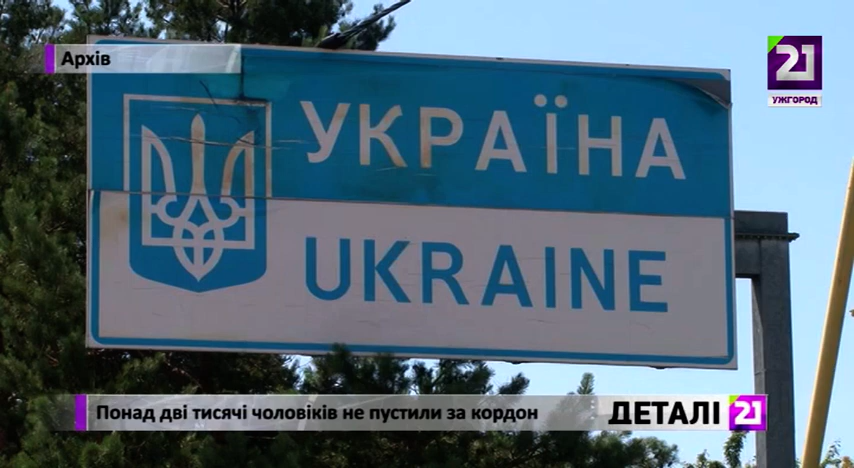 Архів
21
УЖГОРОД
УКРАЇНА
UKRAINE
Понад дві тисячі чоловіків не пустили за кордон
ДЕТАЛІ 21